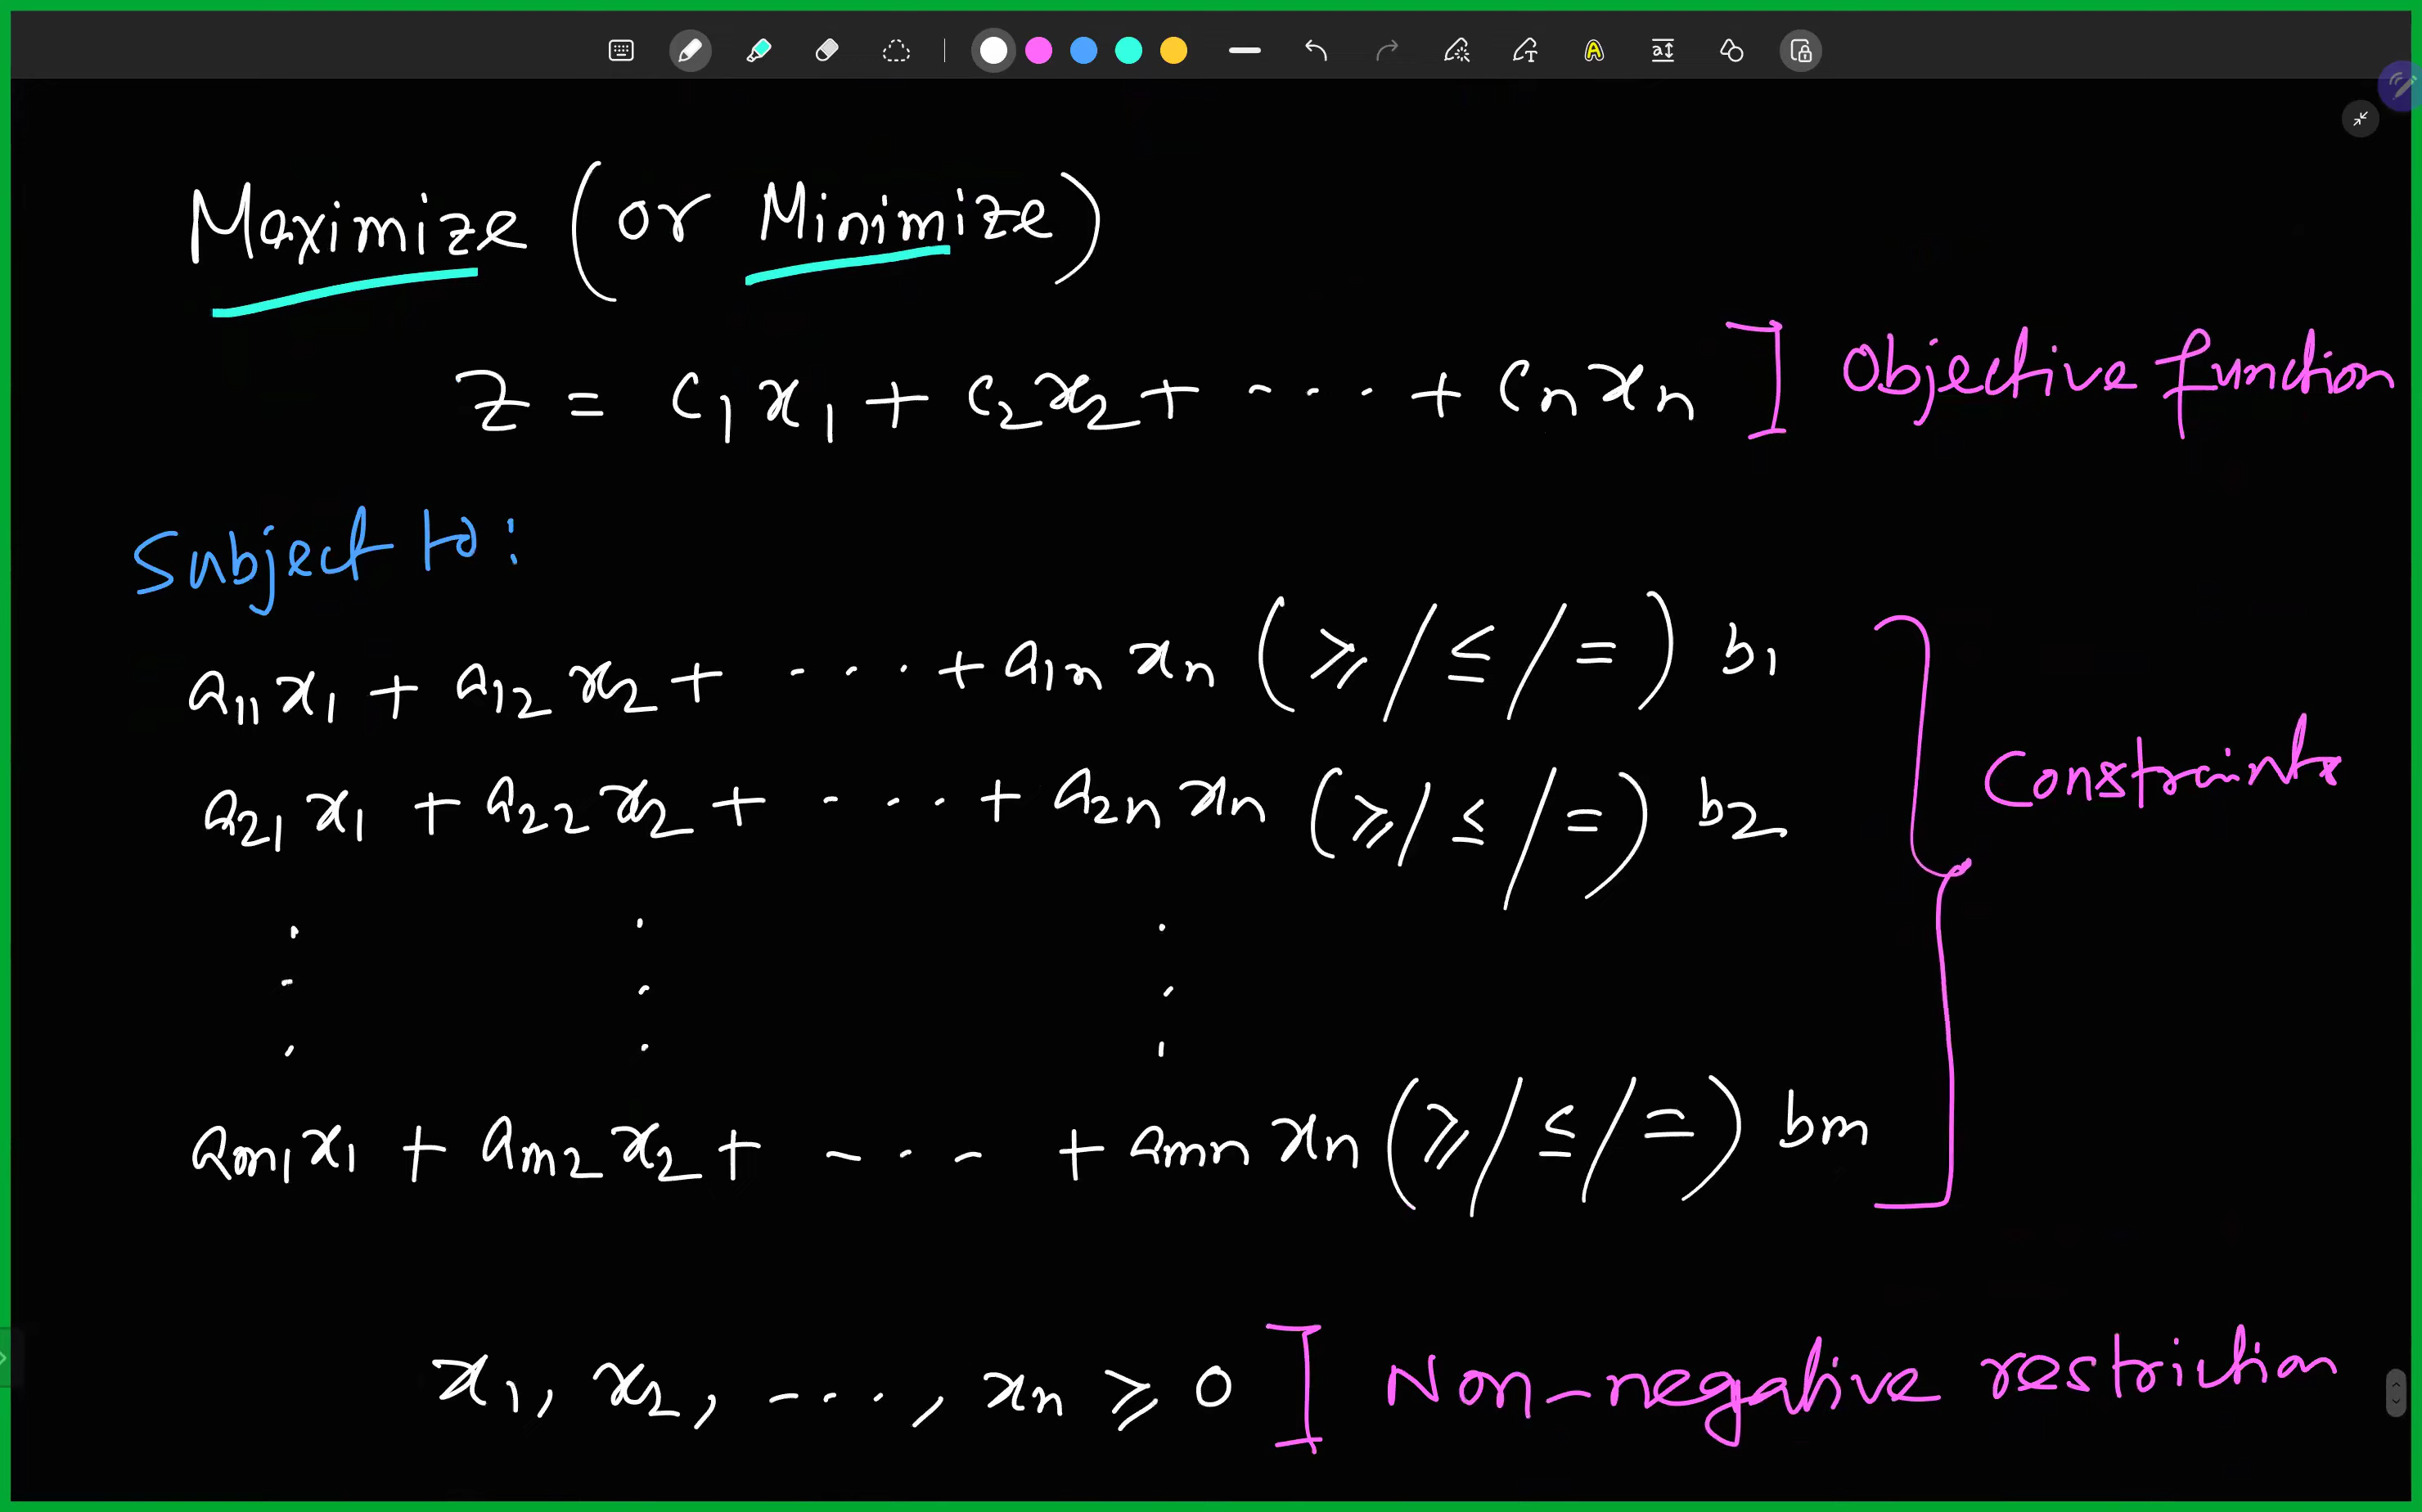 Maximize (or Minimize)
Z = C₁x₁ + C₂x₂ + ---- + Cₙxₙ ] Objective function
Subject to:
a₁₁x₁ + a₁₂x₂ + ---- + a₁ₙxₙ (≥/≤/=) b₁
a₂₁x₁ + a₂₂x₂ + ---- + a₂ₙxₙ (≥/≤/=) b₂
Constraints
aₘ₁x₁ + aₘ₂x₂ + ---- + aₘₙxₙ (≥/≤/=) bₘ
x₁, x₂, ----, xₙ ≥ 0 ] Non-negative restriction